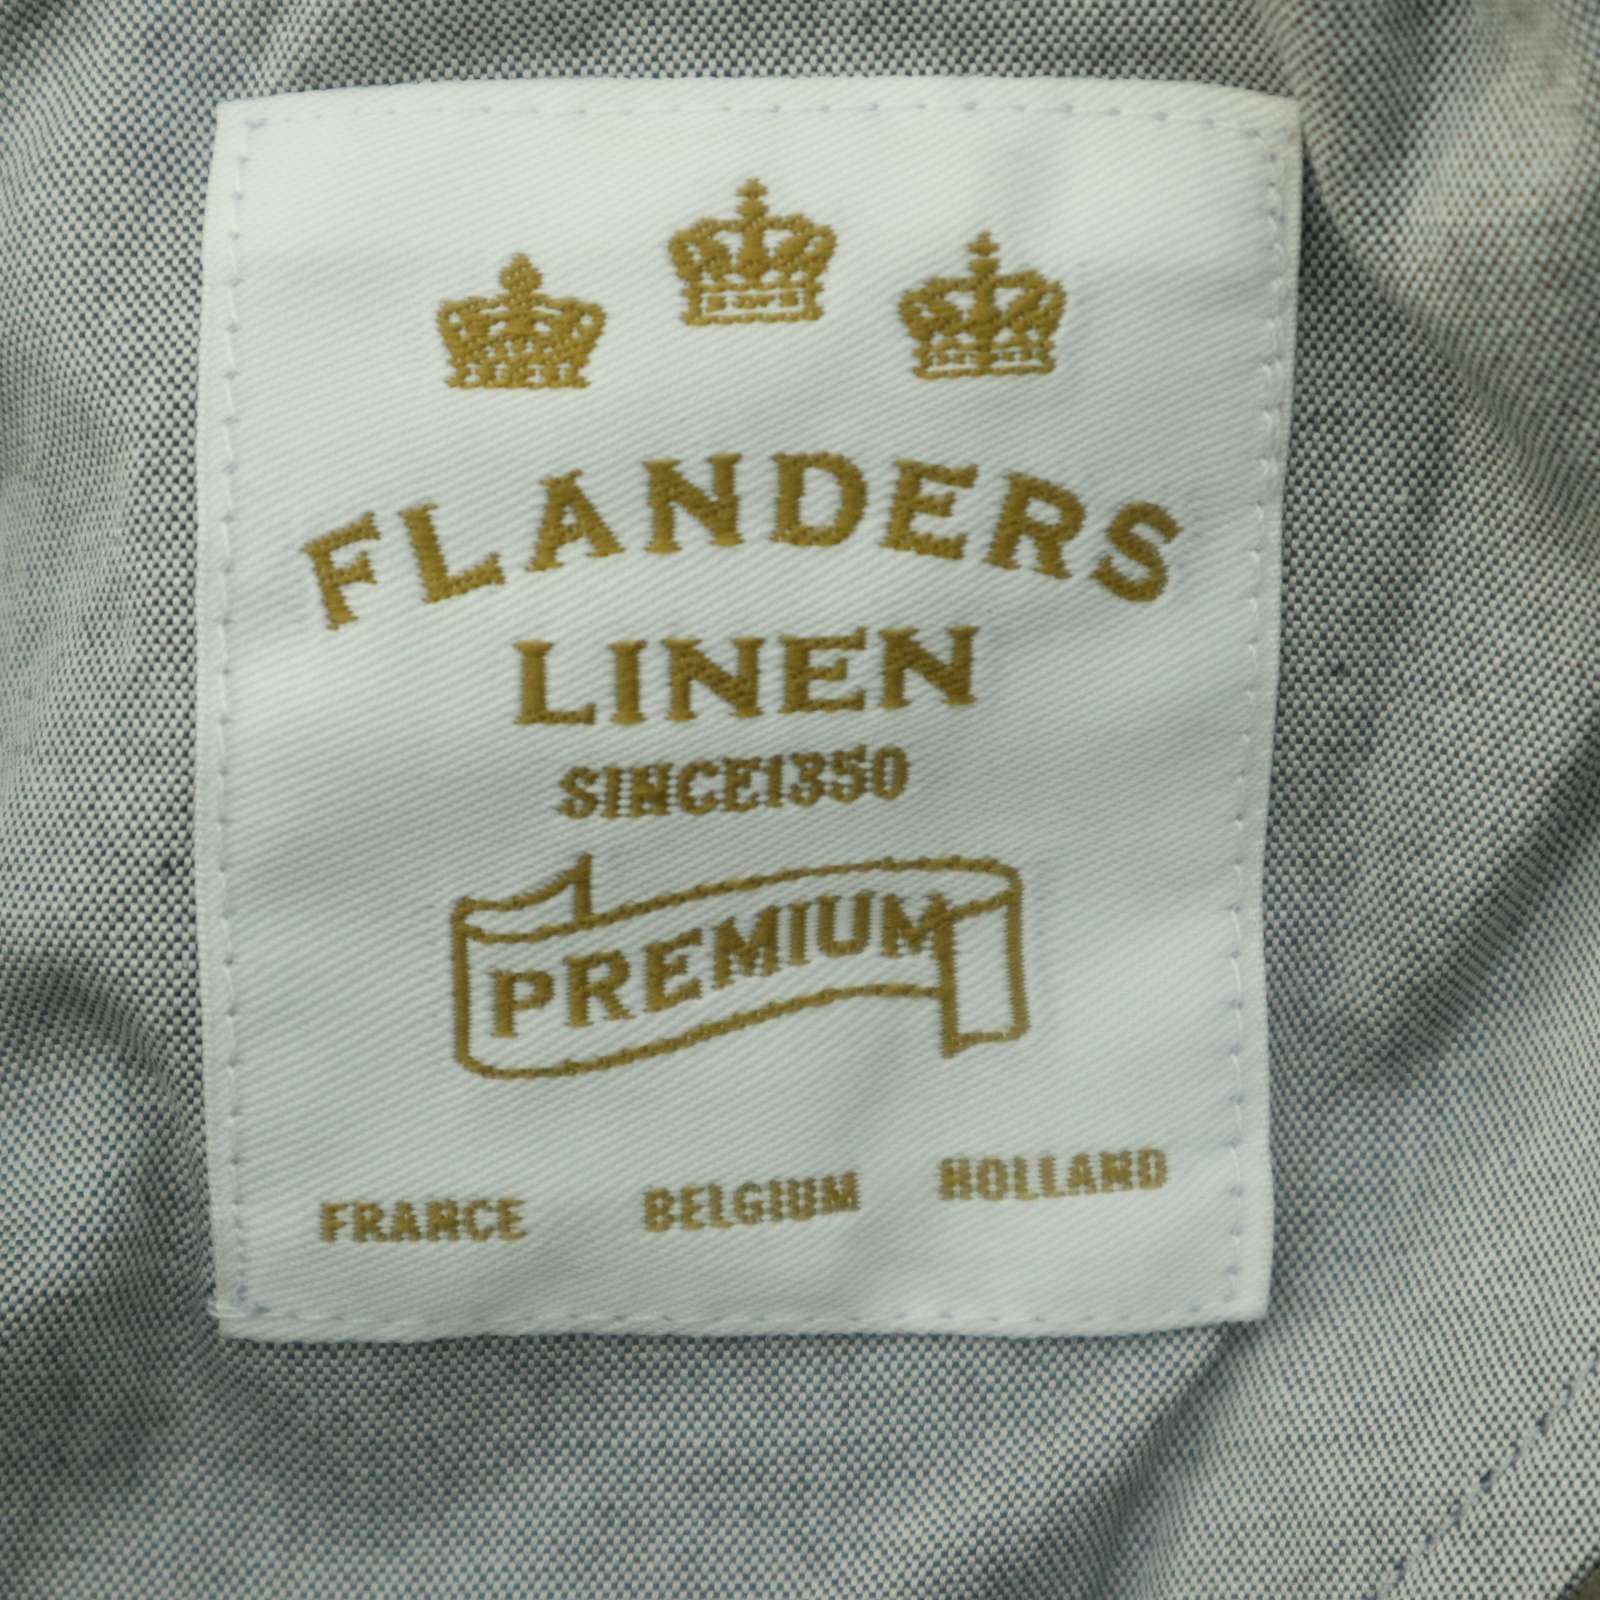 FLANDERS
LINEN
SINCE1350
PREMIUM
FRANCE BELGIUM HOLLAND